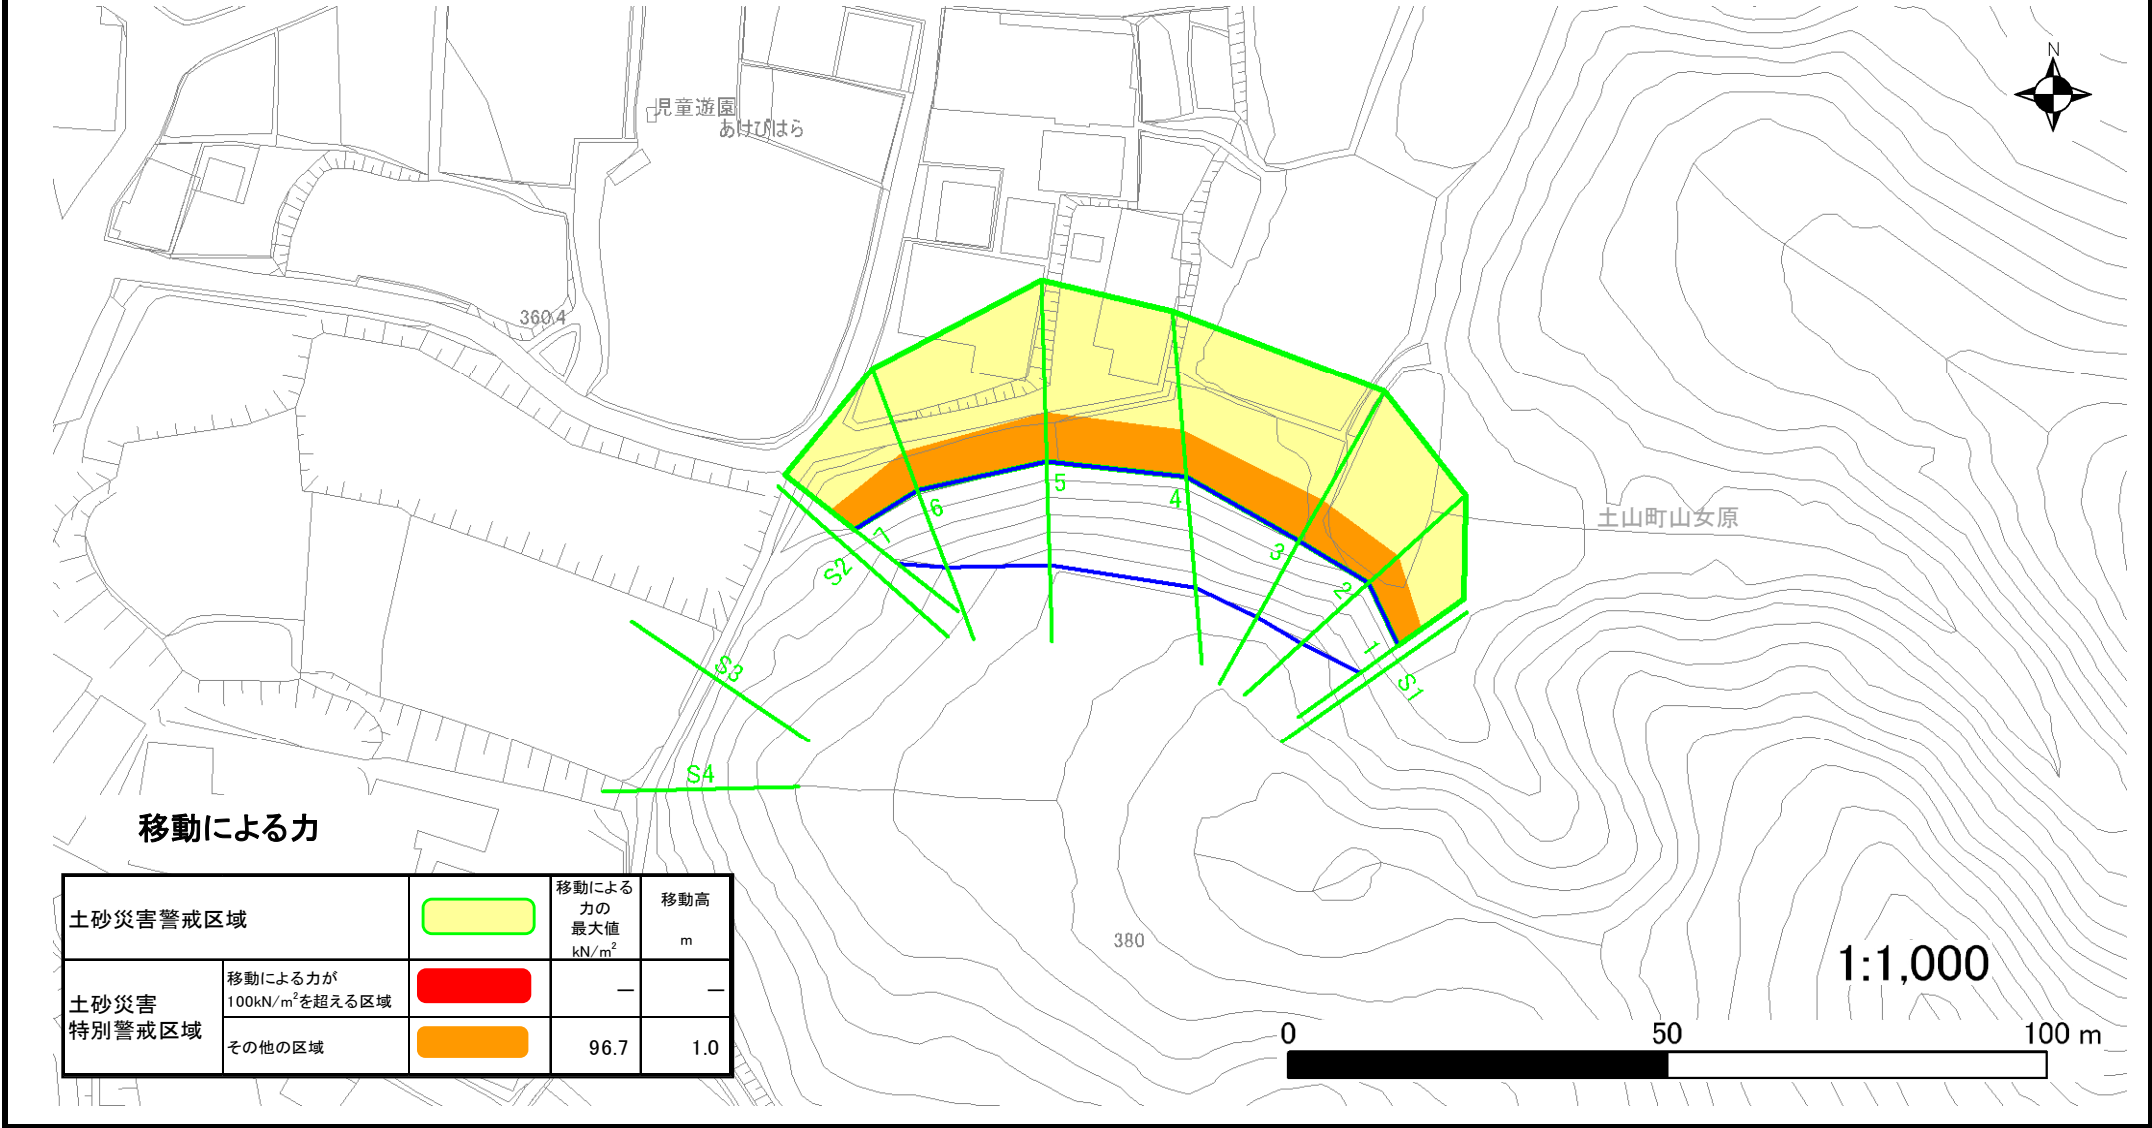 N
児童遊園
あけびはら
360.4
5
6
4
7
3
S2
2
1
S1
S3
S4
土山町山女原
380
移動による力
土砂災害警戒区域
移動による
力の
最大値
kN/m²
移動高
m
土砂災害
特別警戒区域
移動による力が
100kN/m²を超える区域
—
—
その他の区域
96.7
1.0
1:1,000
0
50
100 m